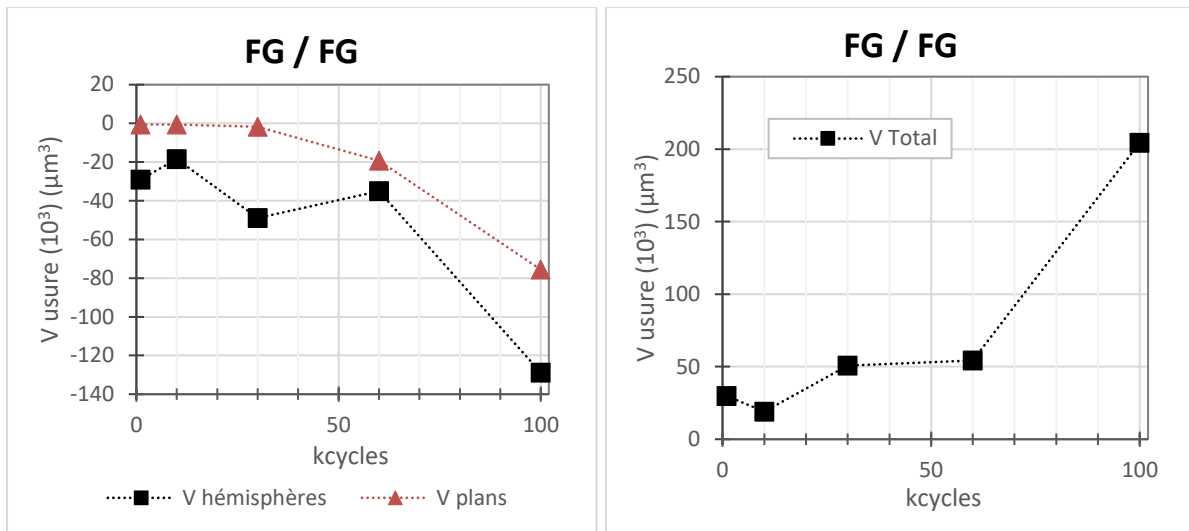 FG / FG
V usure (10³) (µm³)
20
0
-20
-40
-60
-80
-100
-120
-140
0
50
100
kcycles
V hémisphères
V plans
FG / FG
V usure (10³) (µm³)
250
200
150
100
50
0
V Total
0
50
100
kcycles